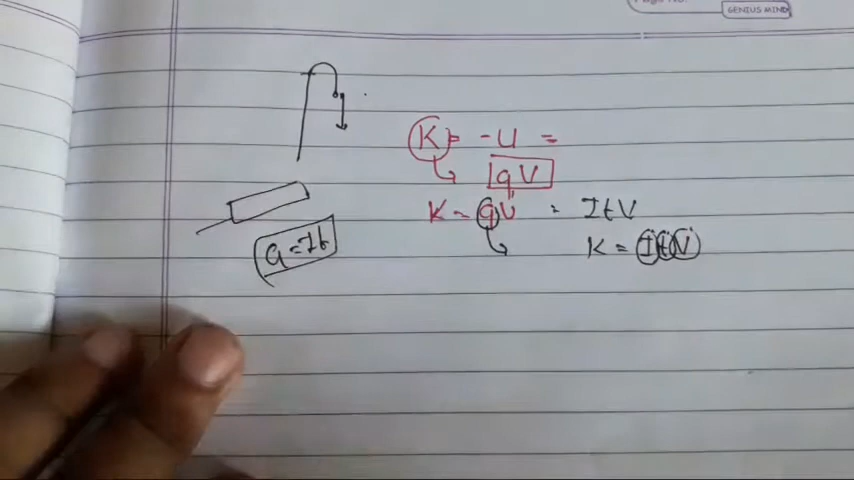 GENIUS MIND
K = -U =
qV
K = qV = ItV
q=It
K = ItV